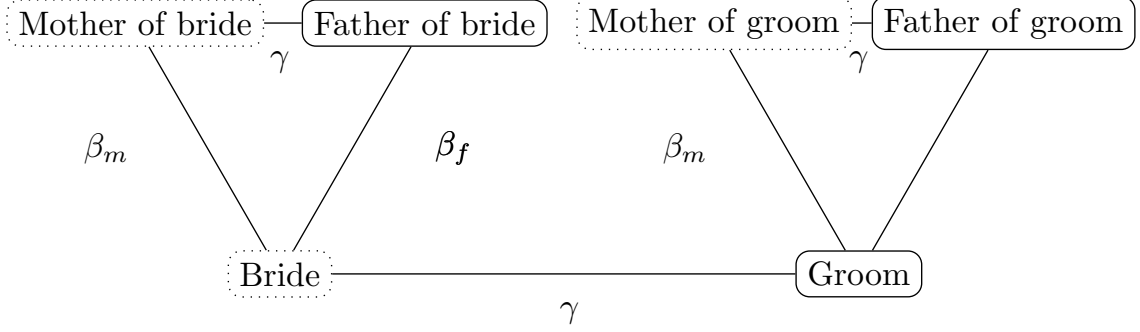 Mother of bride Father of bride Mother of groom Father of groom
γ γ
β_m β_f β_m
Bride Groom
γ